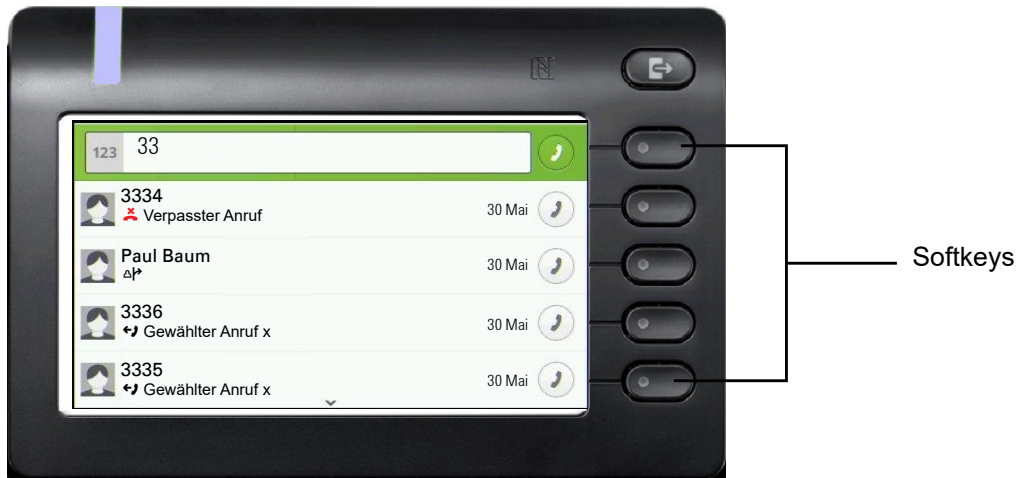 123 33
3334
Verpasster Anruf
30 Mai
Paul Baum
30 Mai
3336
Gewählter Anruf x
30 Mai
3335
Gewählter Anruf x
30 Mai
Softkeys